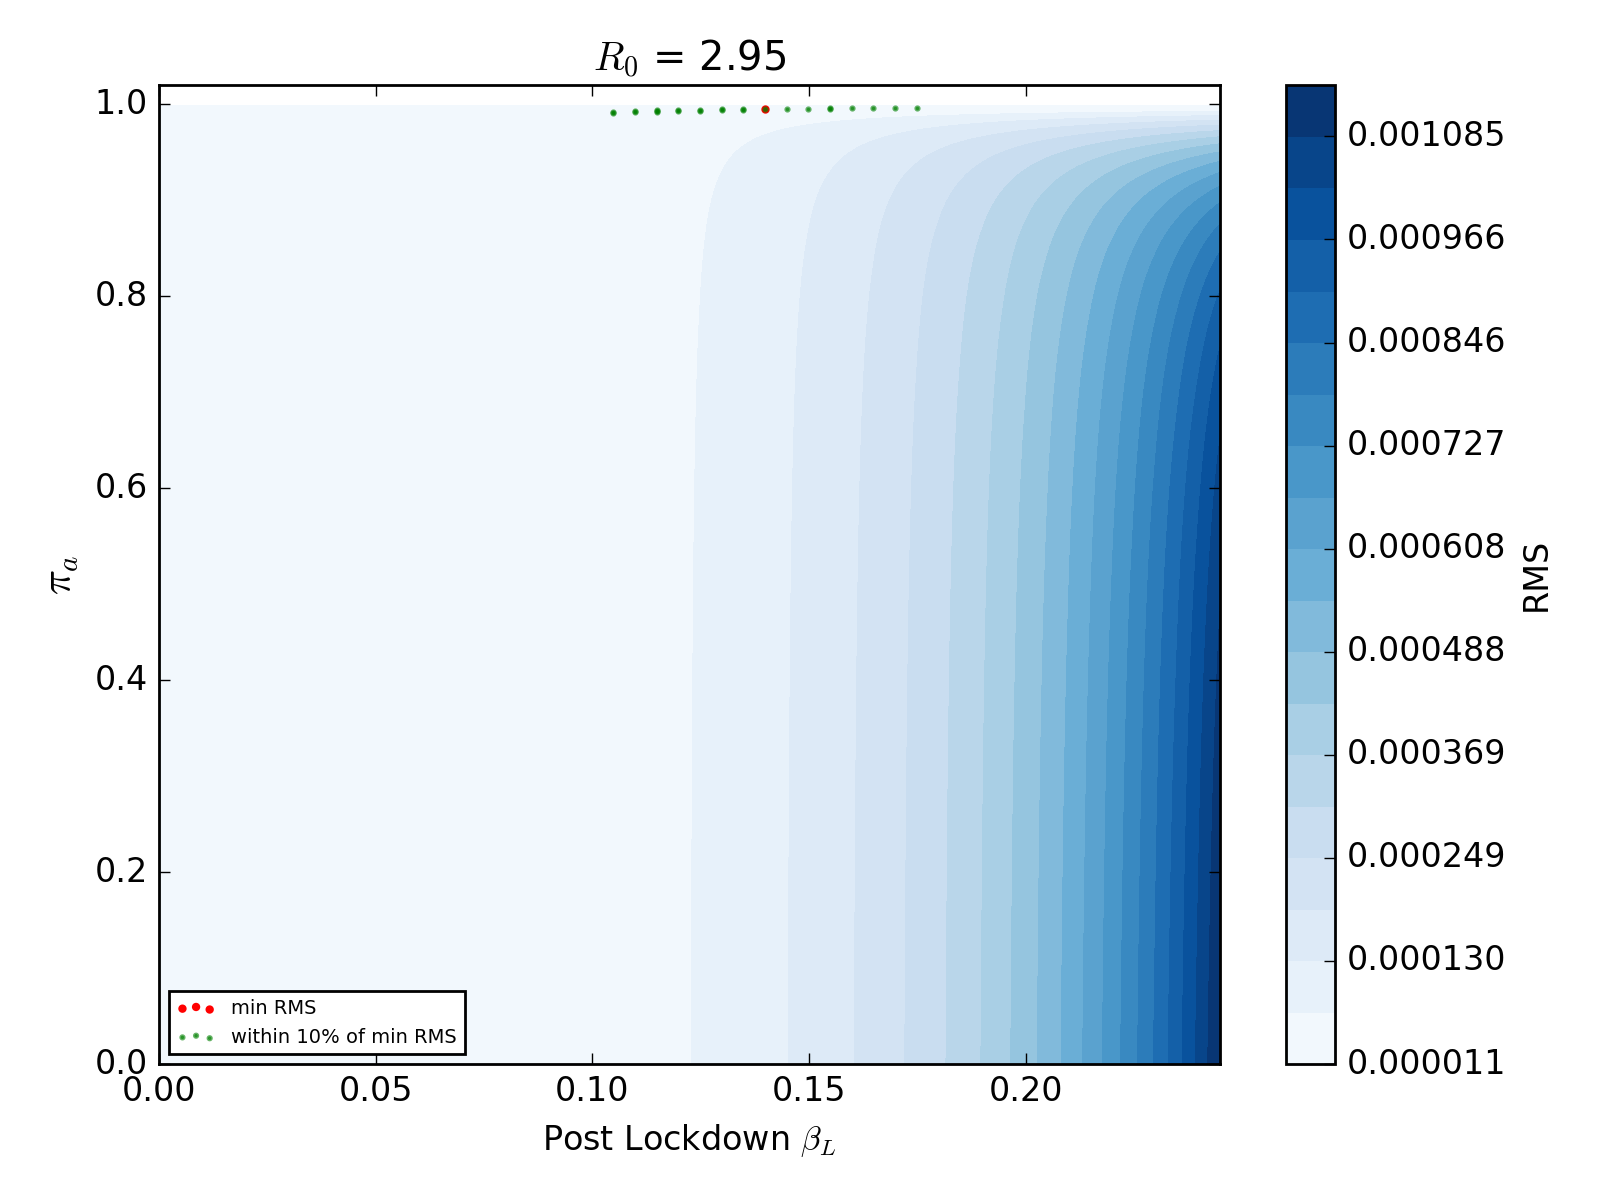 R₀ = 2.95
1.0
0.8
0.6
0.4
0.2
0.0
πₐ
0.00 0.05 0.10 0.15 0.20
Post Lockdown β_L
min RMS
within 10% of min RMS
0.001085
0.000966
0.000846
0.000727
0.000608
0.000488
0.000369
0.000249
0.000130
0.000011
RMS